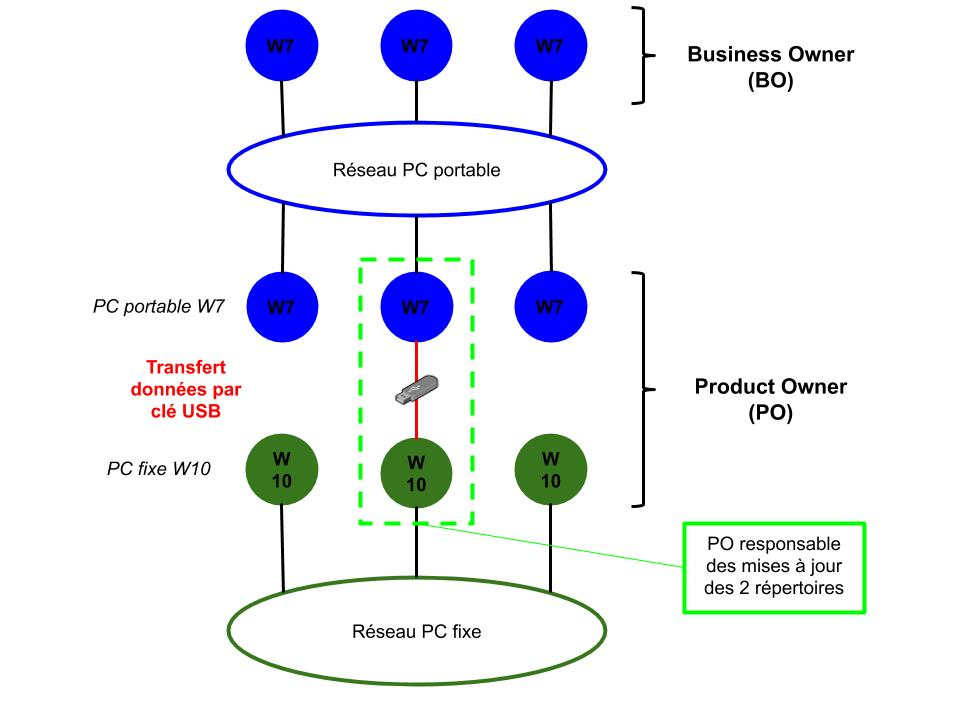 W7
W7
W7
Business Owner
(BO)
Réseau PC portable
PC portable W7
W7
W7
W7
Transfert
données par
clé USB
Product Owner
(PO)
PC fixe W10
W
10
W
10
W
10
PO responsable
des mises à jour
des 2 répertoires
Réseau PC fixe